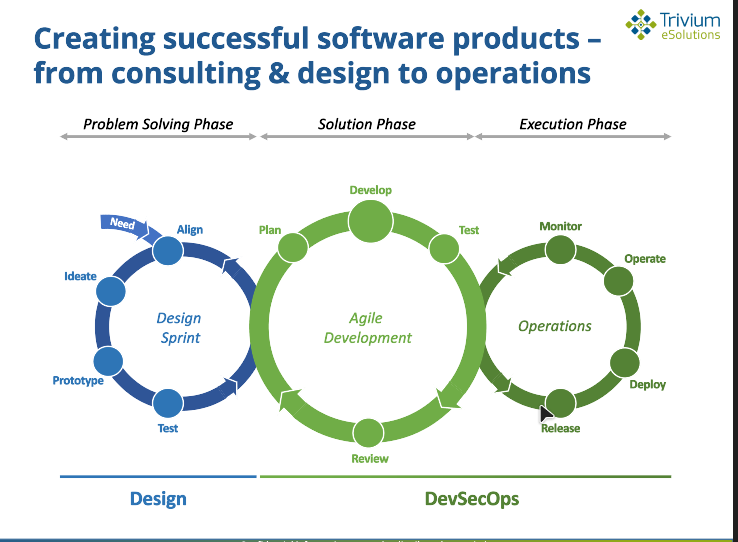 Creating successful software products –
from consulting & design to operations
Trivium
eSolutions
Problem Solving Phase
Solution Phase
Execution Phase
Need
Align
Ideate
Prototype
Test
Design
Sprint
Develop
Plan
Test
Agile
Development
Review
Monitor
Operate
Operations
Deploy
Release
Design
DevSecOps